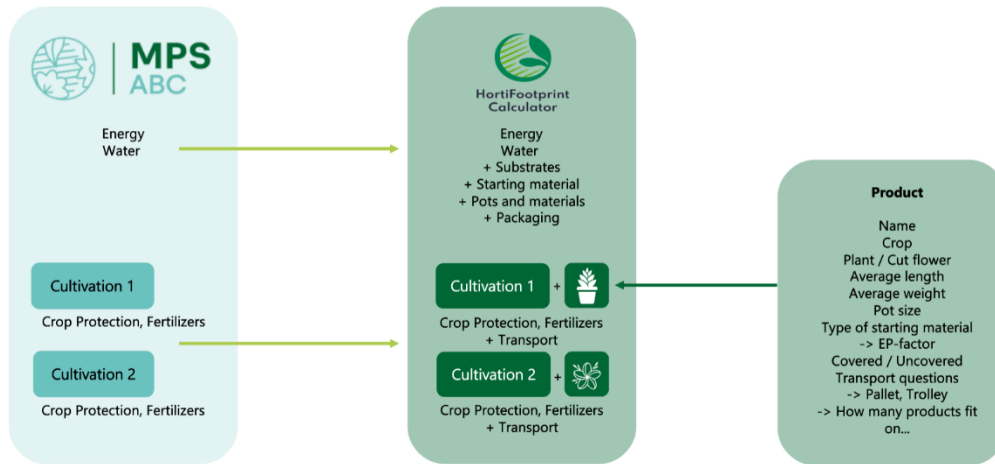 MPS
ABC
Energy
Water
Cultivation 1
Crop Protection, Fertilizers
Cultivation 2
Crop Protection, Fertilizers
HortiFootprint
Calculator
Energy
Water
+ Substrates
+ Starting material
+ Pots and materials
+ Packaging
Cultivation 1 +
Crop Protection, Fertilizers
+ Transport
Cultivation 2 +
Crop Protection, Fertilizers
+ Transport
Product
Name
Crop
Plant / Cut flower
Average length
Average weight
Pot size
Type of starting material
-> EP-factor
Covered / Uncovered
Transport questions
-> Pallet, Trolley
-> How many products fit
on...